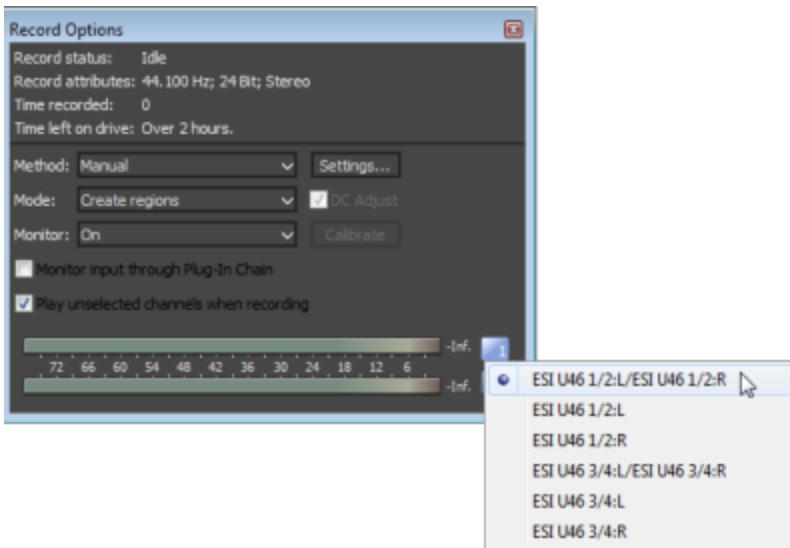 Record Options
Record status: Idle
Record attributes: 44.100 Hz; 24 Bit; Stereo
Time recorded: 0
Time left on drive: Over 2 hours.
Method: Manual Settings...
Mode: Create regions DC Adjust
Monitor: On Calibrate
Monitor input through Plug-In Chain
Play unselected channels when recording
-Inf. 1
72 66 60 54 48 42 36 30 24 18 12 6
-Inf.
ESI U46 1/2:L/ESI U46 1/2:R
ESI U46 1/2:L
ESI U46 1/2:R
ESI U46 3/4:L/ESI U46 3/4:R
ESI U46 3/4:L
ESI U46 3/4:R